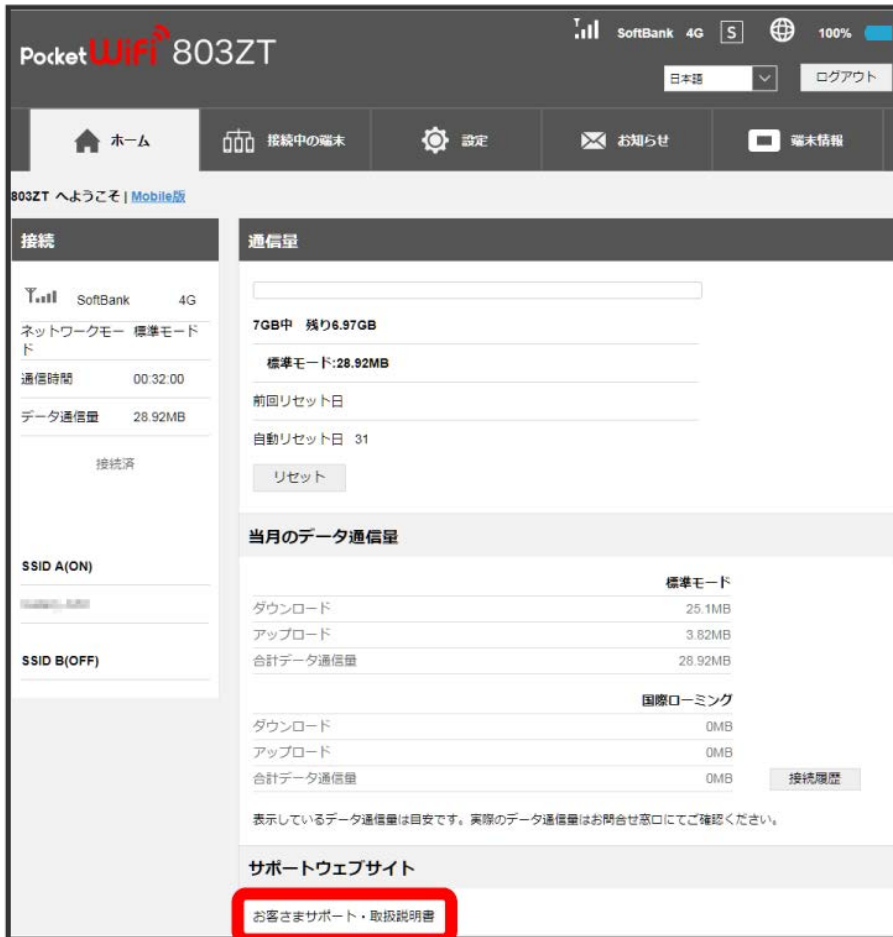 Pocket WiFi 803ZT
SoftBank 4G S 100%
日本語 ログアウト
ホーム 接続中の端末 設定 お知らせ 端末情報
803ZT へようこそ | Mobile版
接続
SoftBank 4G
ネットワークモー 標準モード
ド
通信時間 00:32:00
データ通信量 28.92MB
接続済
SSID A(ON)
SSID B(OFF)
通信量
7GB中 残り6.97GB
標準モード:28.92MB
前回リセット日
自動リセット日 31
リセット
当月のデータ通信量
標準モード
ダウンロード 25.1MB
アップロード 3.82MB
合計データ通信量 28.92MB
国際ローミング
ダウンロード 0MB
アップロード 0MB
合計データ通信量 0MB 接続履歴
表示しているデータ通信量は目安です。実際のデータ通信量はお問合せ窓口にてご確認ください。
サポートウェブサイト
お客さまサポート・取扱説明書